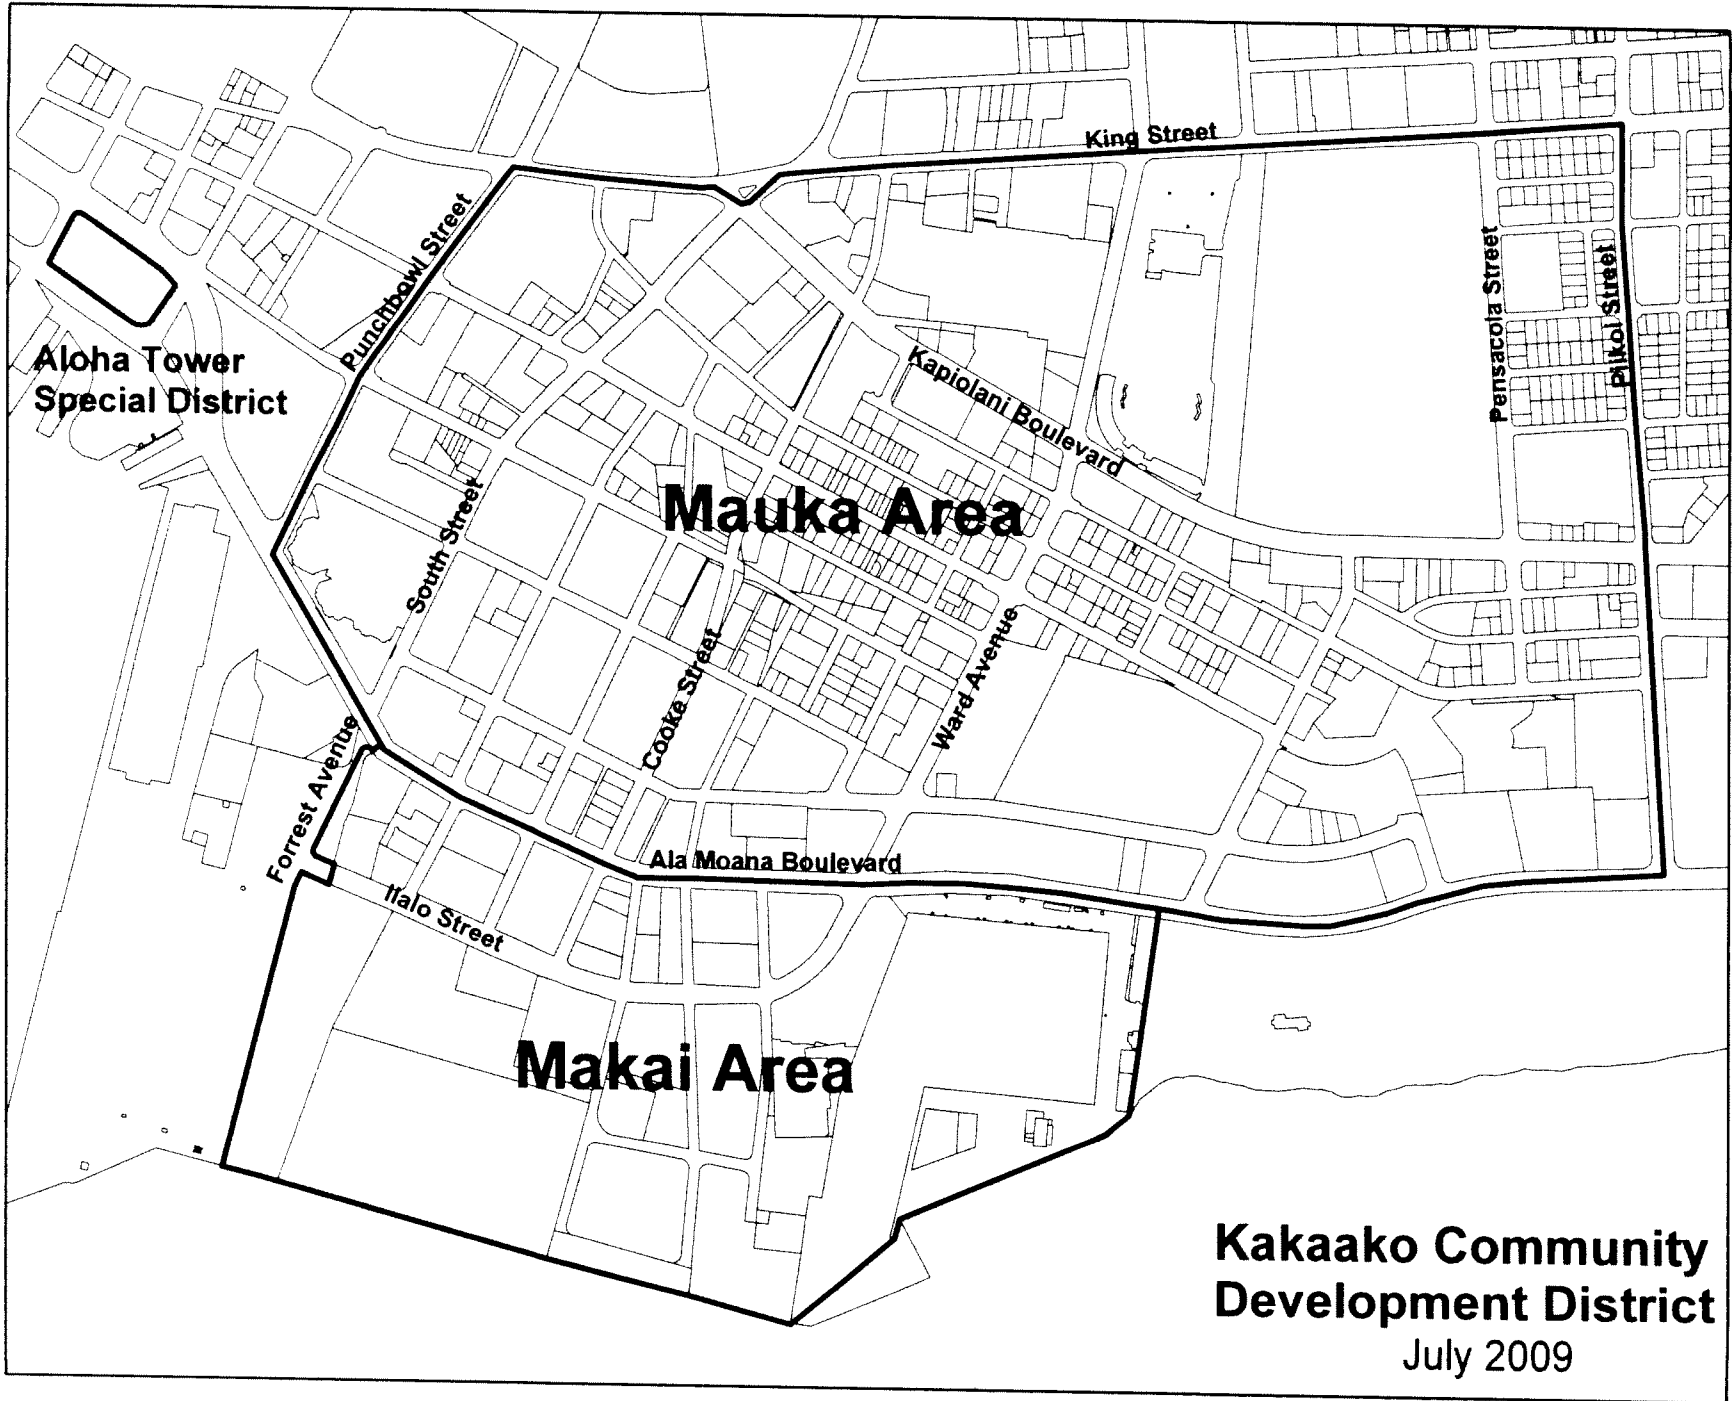 King Street
Punchbowl Street
Pensacola Street
Piikoi Street
Aloha Tower
Special District
Kapiolani Boulevard
Mauka Area
South Street
Cooke Street
Ward Avenue
Forrest Avenue
Ala Moana Boulevard
Ilalo Street
Makai Area
Kakaako Community
Development District
July 2009